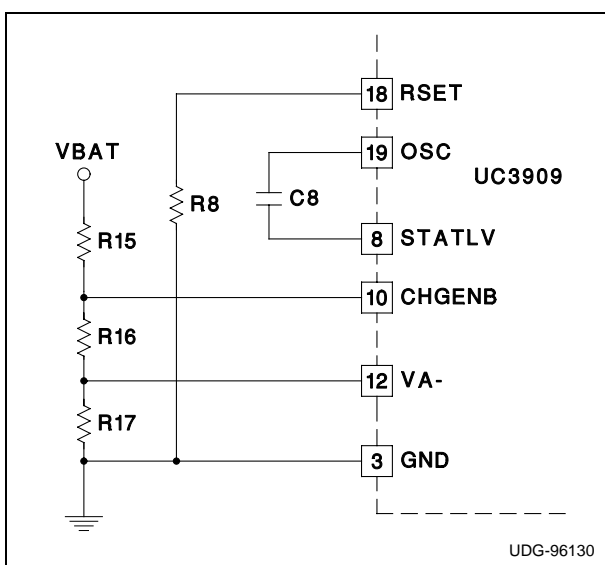 18 RSET
19 OSC
VBAT
UC3909
R8
C8
8 STATLV
R15
10 CHGENB
R16
12 VA-
R17
3 GND
UDG-96130